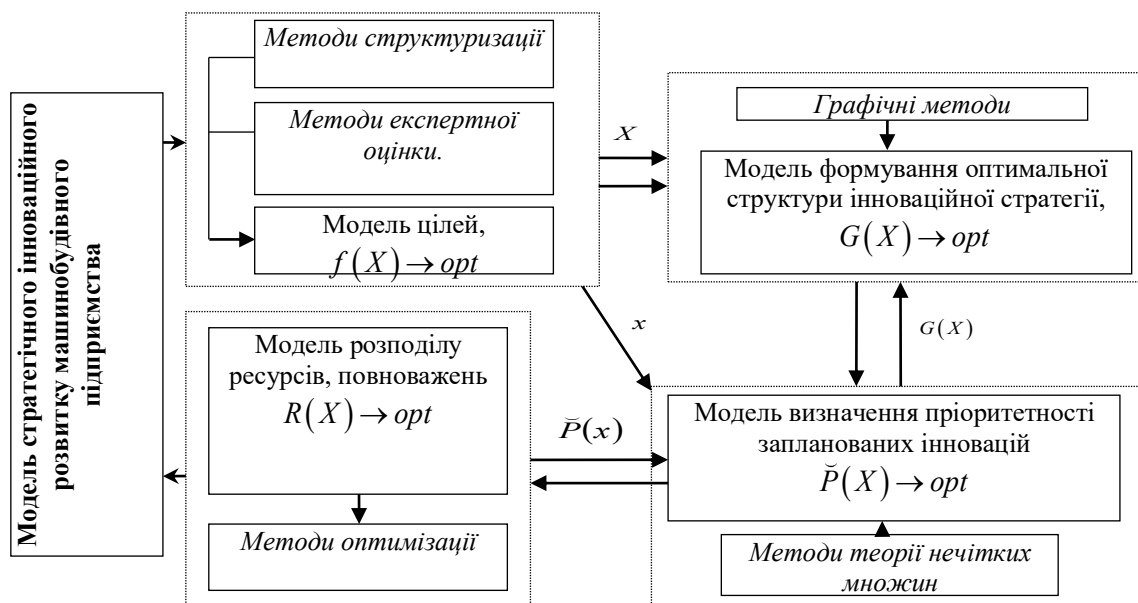 Модель стратегічного інноваційного
розвитку машинобудівного
підприємства
Методи структуризації
Методи експертної
оцінки.
Модель цілей,
f(X) → opt
X
Графічні методи
Модель формування оптимальної
структури інноваційної стратегії,
G(X) → opt
x
G(X)
Модель розподілу
ресурсів, повноважень
R(X) → opt
Методи оптимізації
P̆(x)
Модель визначення пріоритетності
запланованих інновацій
P̆(X) → opt
Методи теорії нечітких
множин